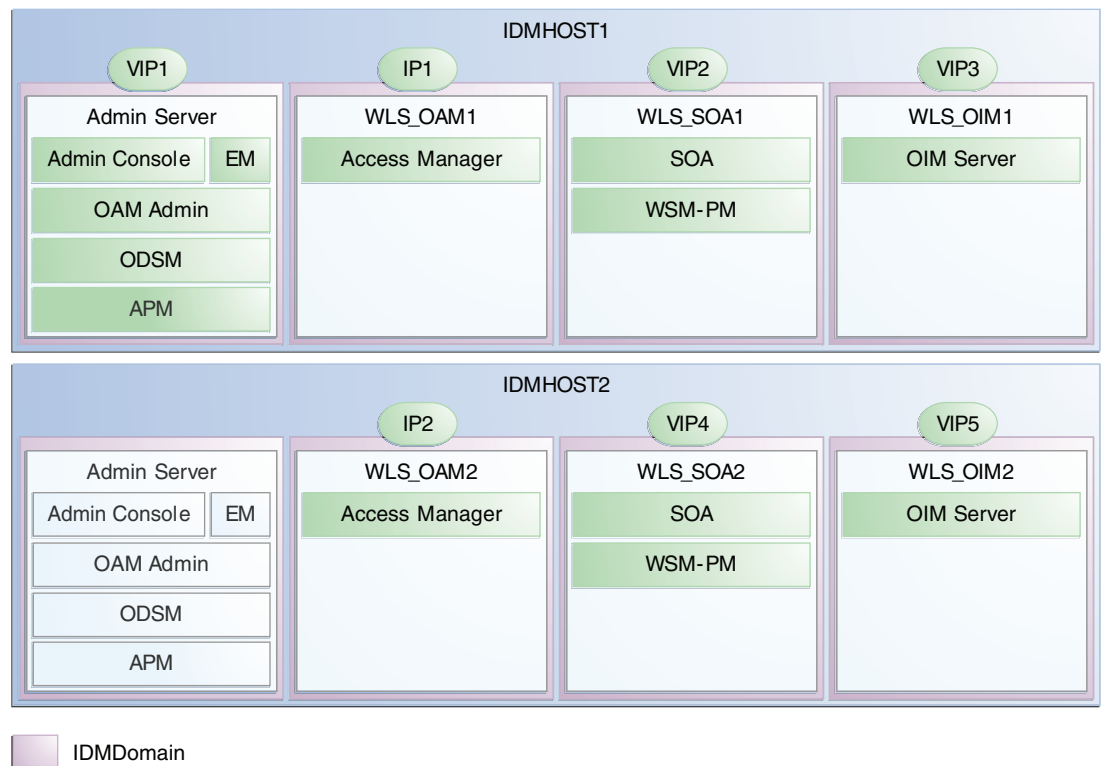 IDMHOST1
VIP1 IP1 VIP2 VIP3
Admin Server WLS_OAM1 WLS_SOA1 WLS_OIM1
Admin Console EM Access Manager SOA OIM Server
OAM Admin WSM-PM
ODSM
APM
IDMHOST2
IP2 VIP4 VIP5
Admin Server WLS_OAM2 WLS_SOA2 WLS_OIM2
Admin Console EM Access Manager SOA OIM Server
OAM Admin WSM-PM
ODSM
APM
IDMDomain